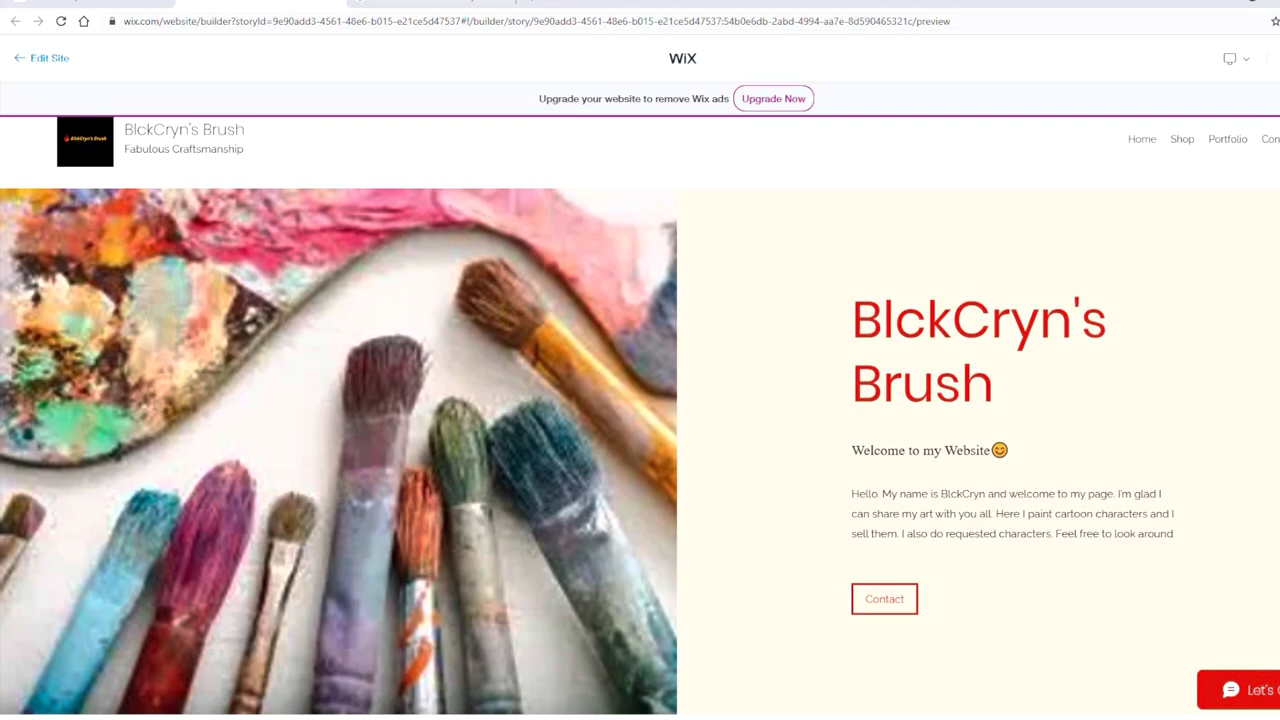 wix.com/website/builder?storyId=9e90add3-4561-48e6-b015-e21ce5d47537#!/builder/story/9e90add3-4561-48e6-b015-e21ce5d47537:54b0e6db-2abd-4994-aa7e-8d590465321c/preview
Edit Site
WiX
Upgrade your website to remove Wix ads Upgrade Now
BlckCryn's Brush
BlckCryn's Brush
Fabulous Craftsmanship
Home Shop Portfolio Con
BlckCryn's
Brush
Welcome to my Website😊
Hello. My name is BlckCryn and welcome to my page. I'm glad I
can share my art with you all. Here I paint cartoon characters and I
sell them. I also do requested characters. Feel free to look around
Contact
Let's